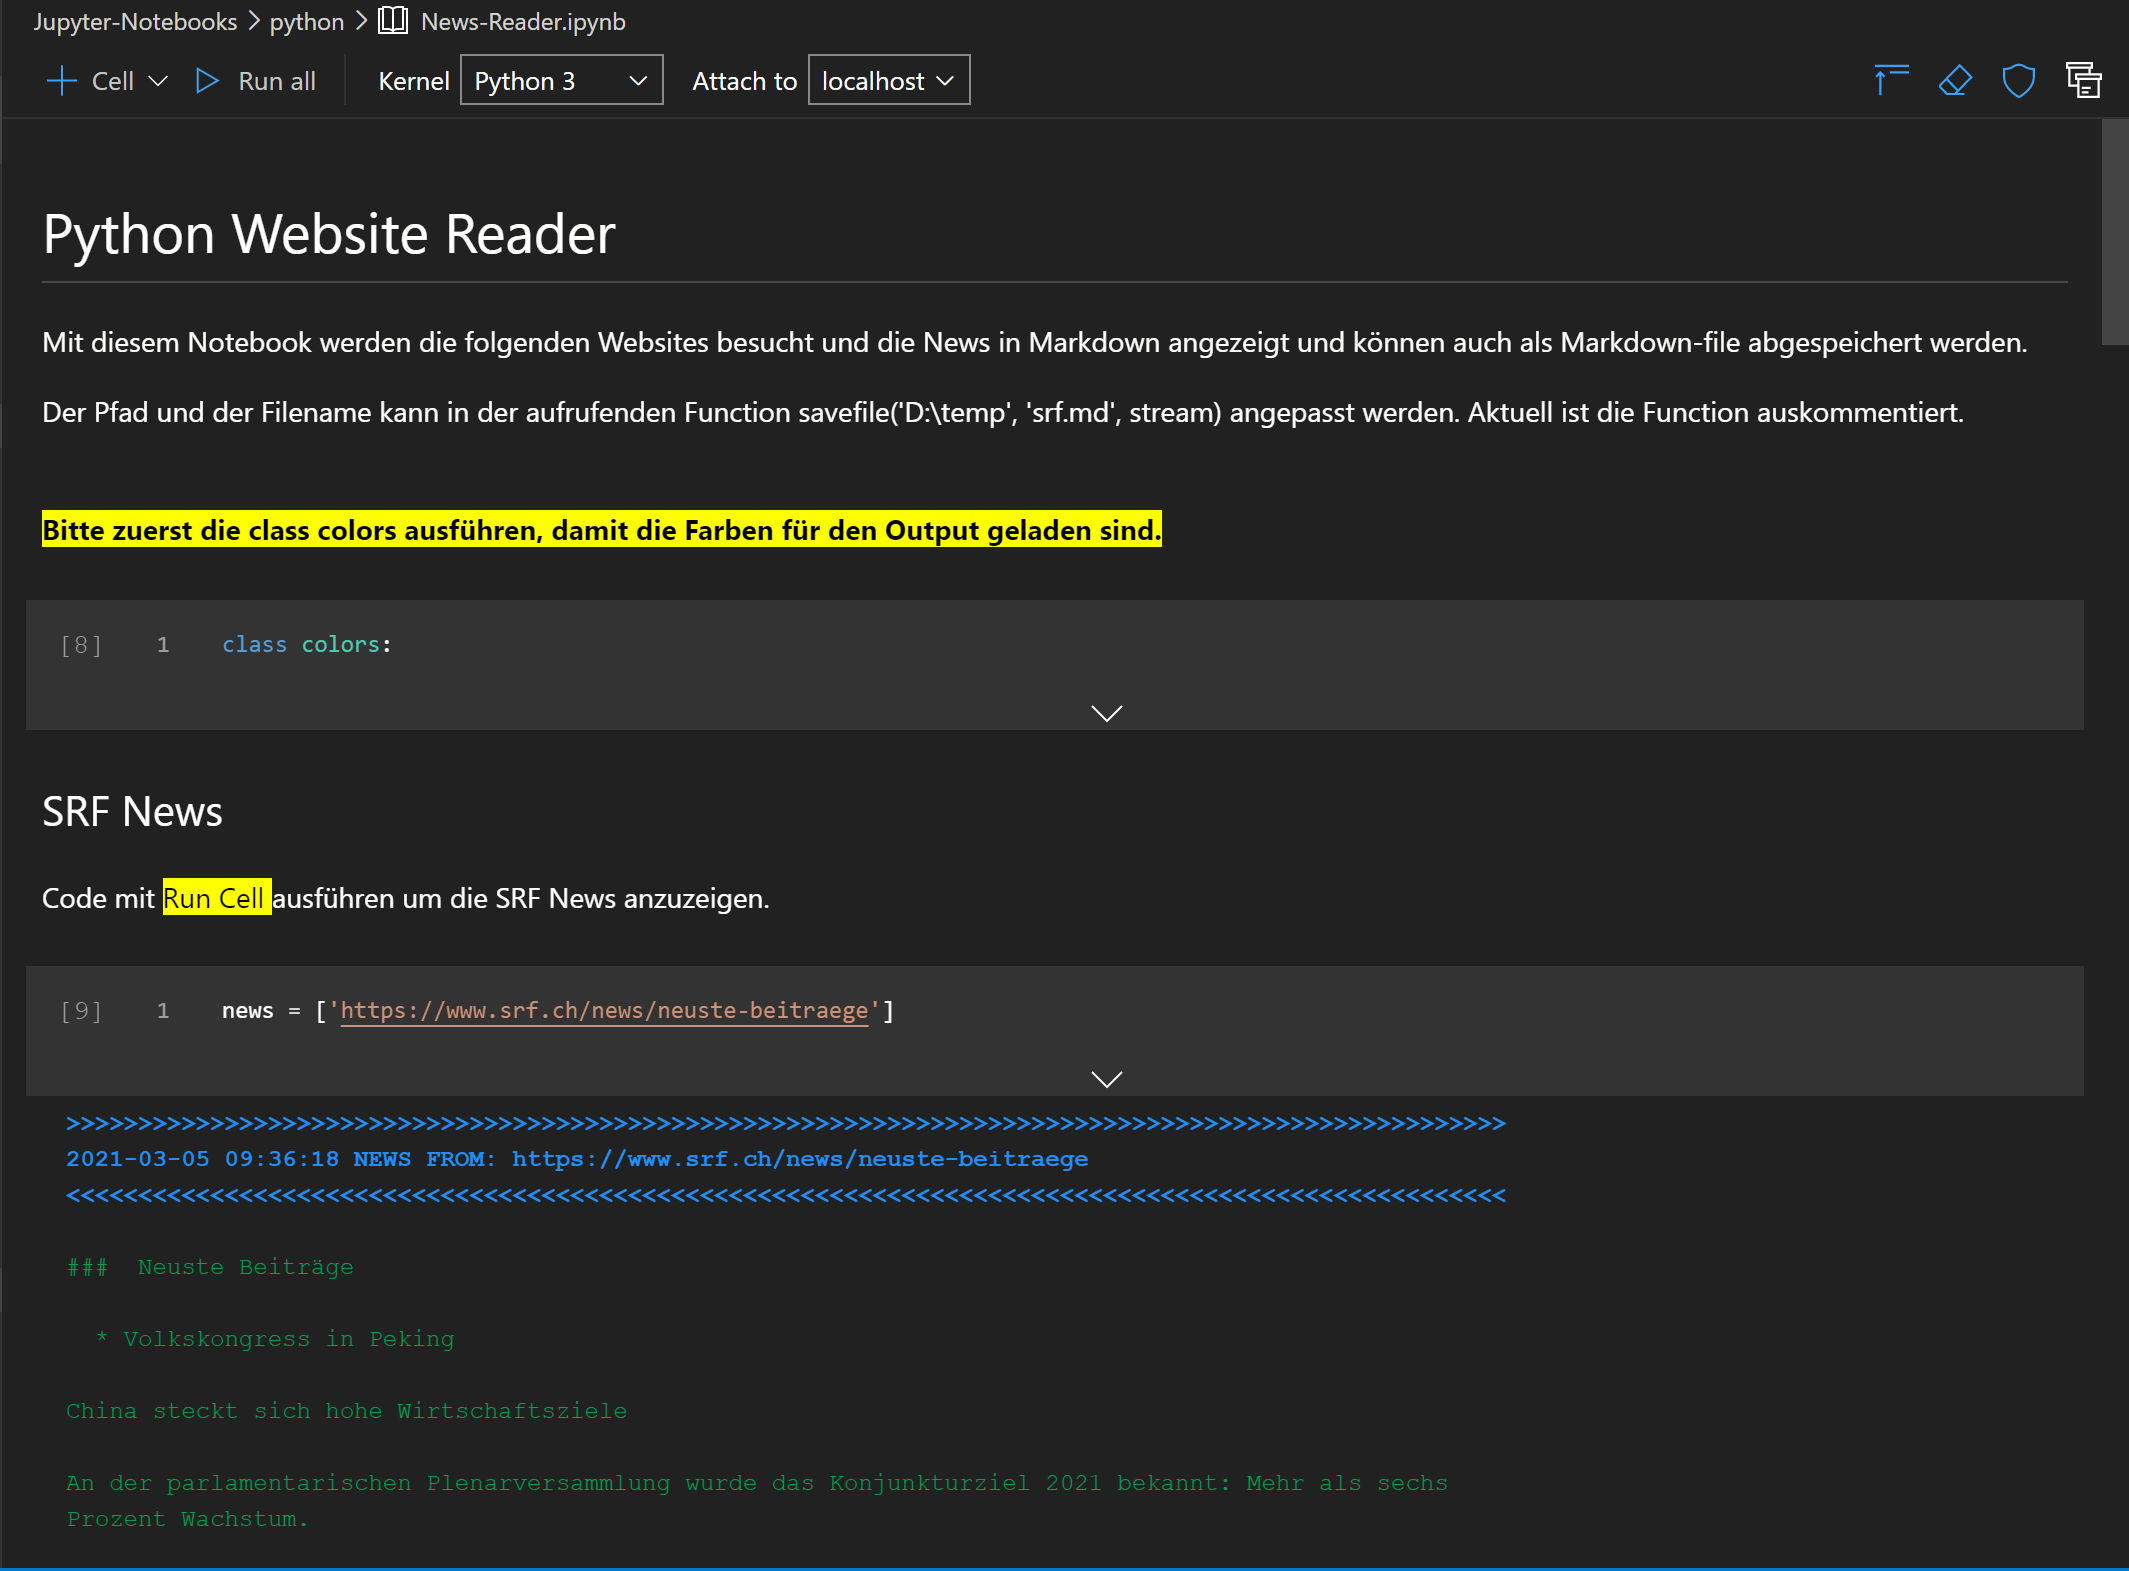 Jupyter-Notebooks > python > News-Reader.ipynb
Cell Run all Kernel Python 3 Attach to localhost
Python Website Reader
Mit diesem Notebook werden die folgenden Websites besucht und die News in Markdown angezeigt und können auch als Markdown-file abgespeichert werden.
Der Pfad und der Filename kann in der aufrufenden Function savefile('D:\temp', 'srf.md', stream) angepasst werden. Aktuell ist die Function auskommentiert.
Bitte zuerst die class colors ausführen, damit die Farben für den Output geladen sind.
[8] 1 class colors:
SRF News
Code mit Run Cell ausführen um die SRF News anzuzeigen.
[9] 1 news = ['https://www.srf.ch/news/neuste-beitraege']
>>>>>>>>>>>>>>>>>>>>>>>>>>>>>>>>>>>>>>>>>>>>>>>>>>>>>>>>>>>>>>>>>>>>>>>>>>>>>>>>>>>>>>>>>>>>>>>>>>>>
2021-03-05 09:36:18 NEWS FROM: https://www.srf.ch/news/neuste-beitraege
<<<<<<<<<<<<<<<<<<<<<<<<<<<<<<<<<<<<<<<<<<<<<<<<<<<<<<<<<<<<<<<<<<<<<<<<<<<<<<<<<<<<<<<<<<<<<<<<<<<<
### Neuste Beiträge
* Volkskongress in Peking
China steckt sich hohe Wirtschaftsziele
An der parlamentarischen Plenarversammlung wurde das Konjunkturziel 2021 bekannt: Mehr als sechs
Prozent Wachstum.